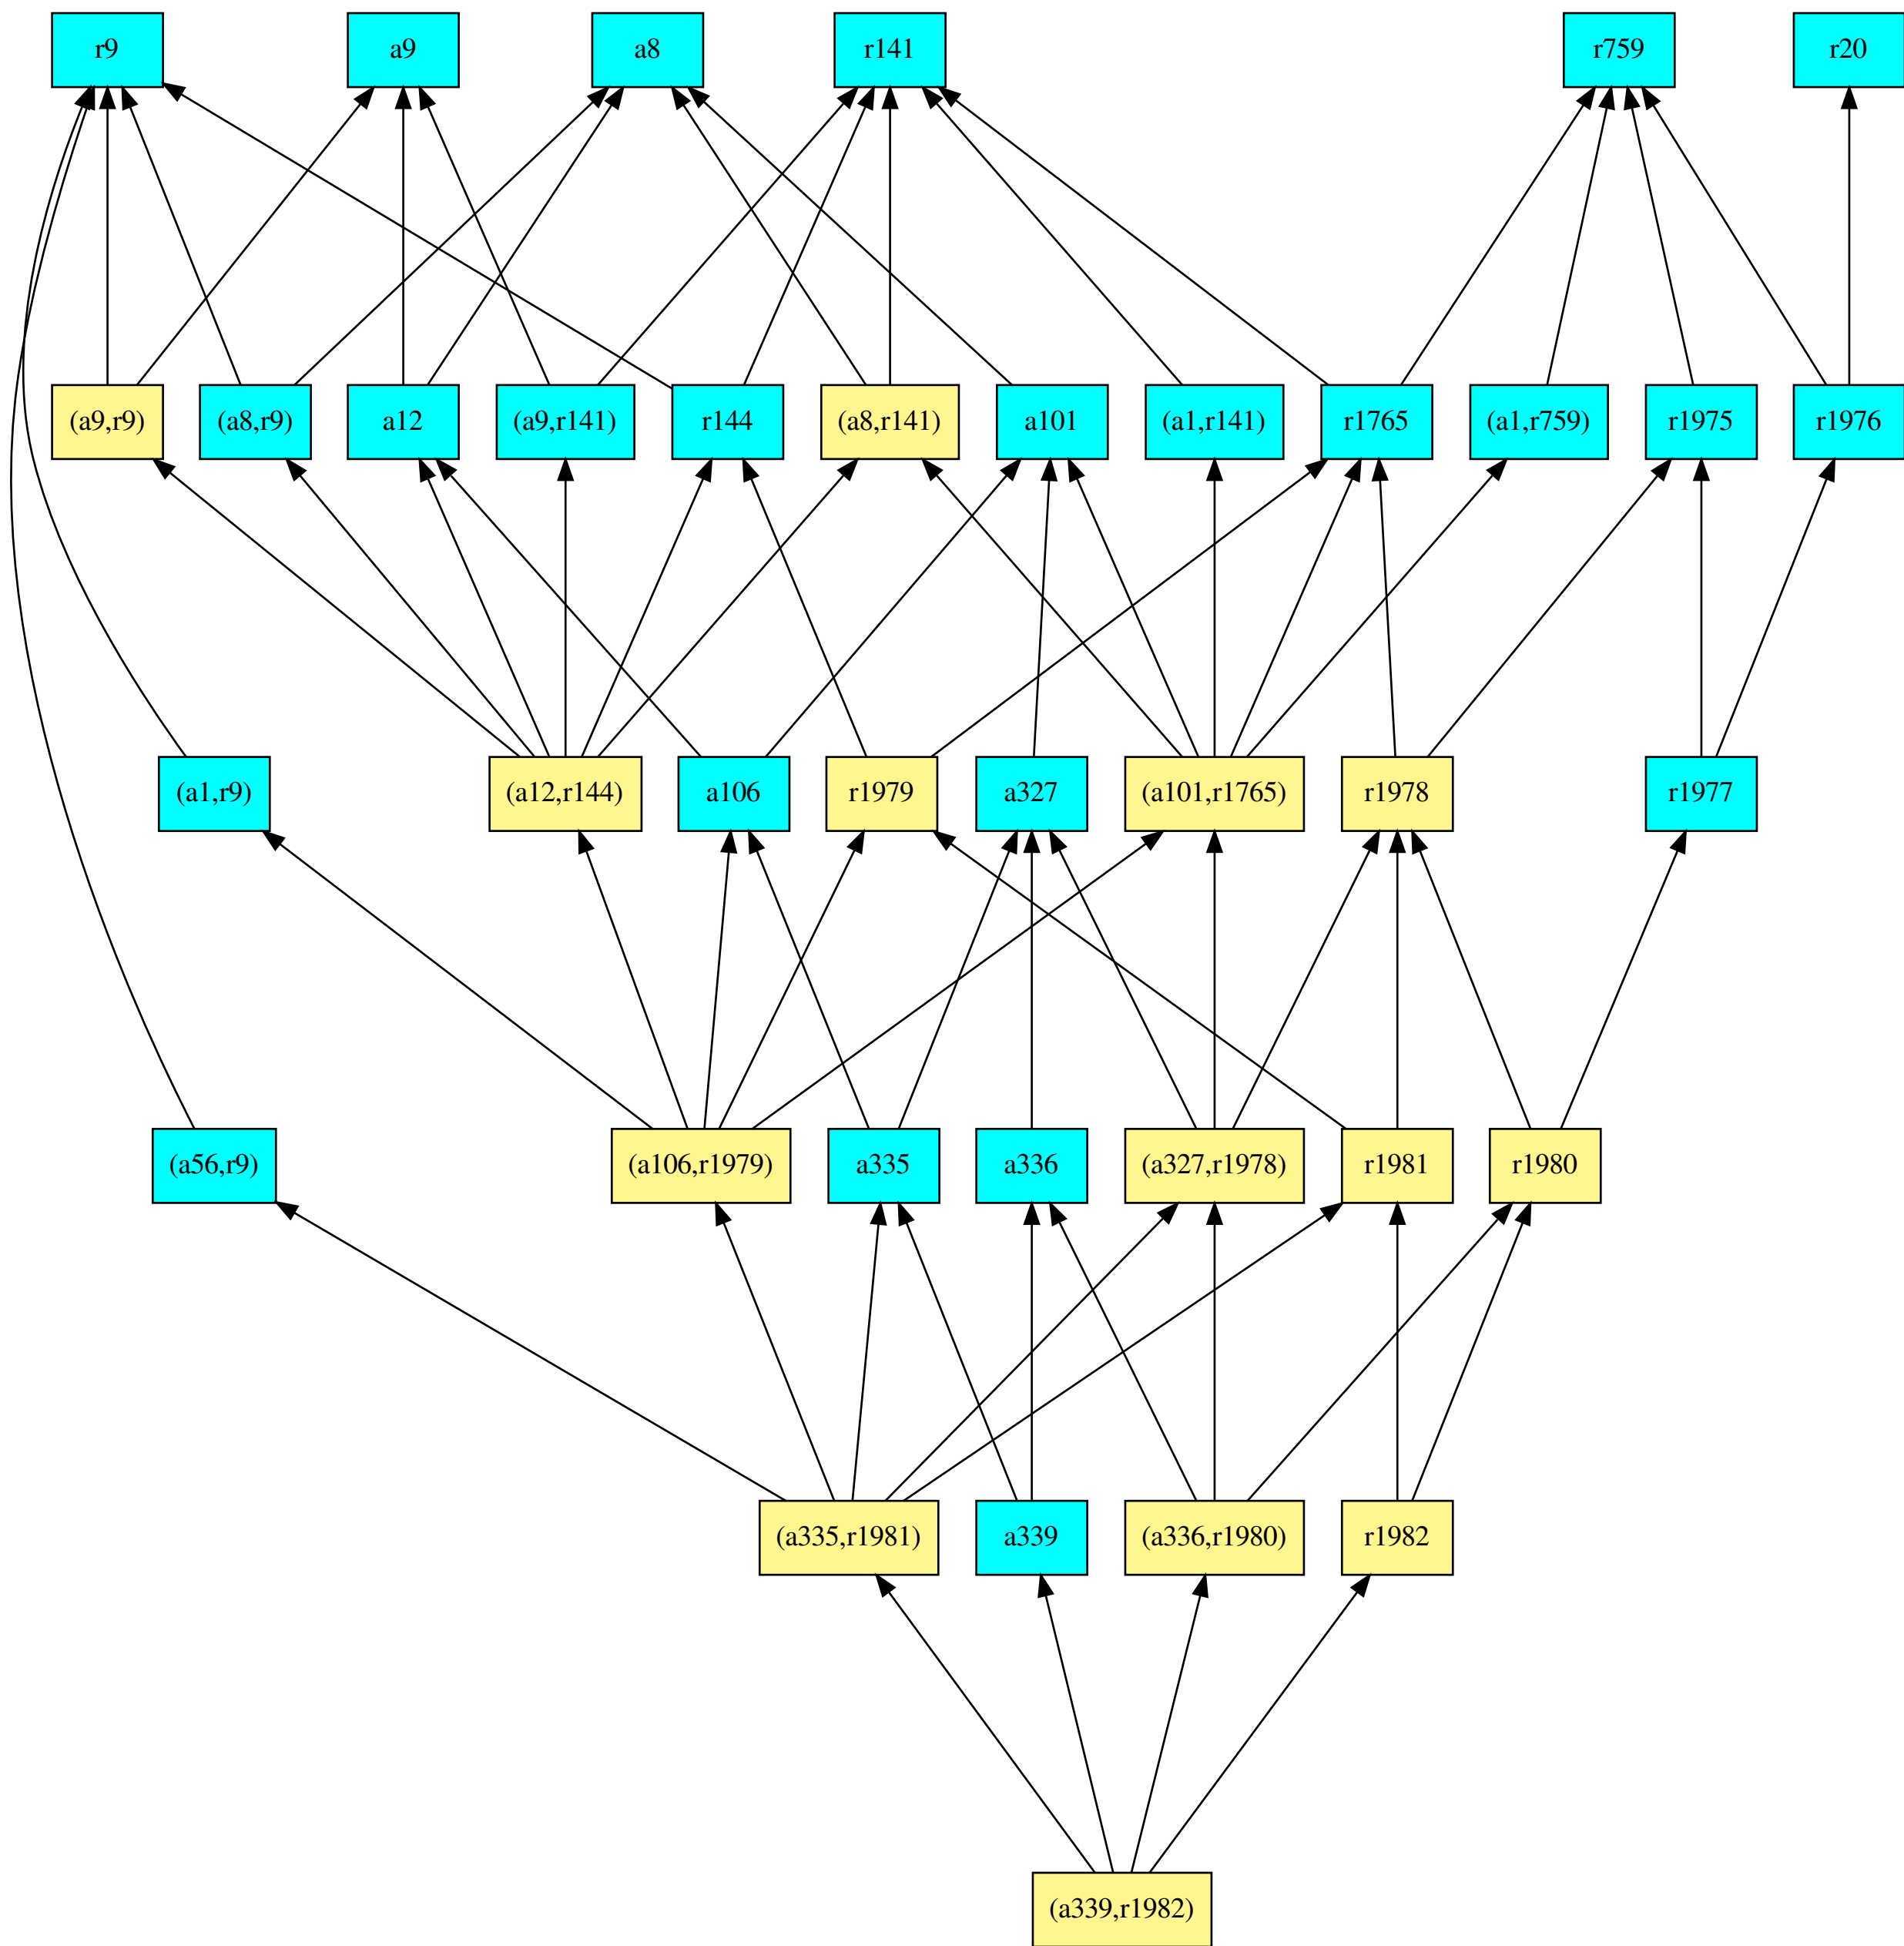 r9
a9
a8
r141
r759
r20
(a9,r9)
(a8,r9)
a12
(a9,r141)
r144
(a8,r141)
a101
(a1,r141)
r1765
(a1,r759)
r1975
r1976
(a1,r9)
(a12,r144)
a106
r1979
a327
(a101,r1765)
r1978
r1977
(a56,r9)
(a106,r1979)
a335
a336
(a327,r1978)
r1981
r1980
(a335,r1981)
a339
(a336,r1980)
r1982
(a339,r1982)